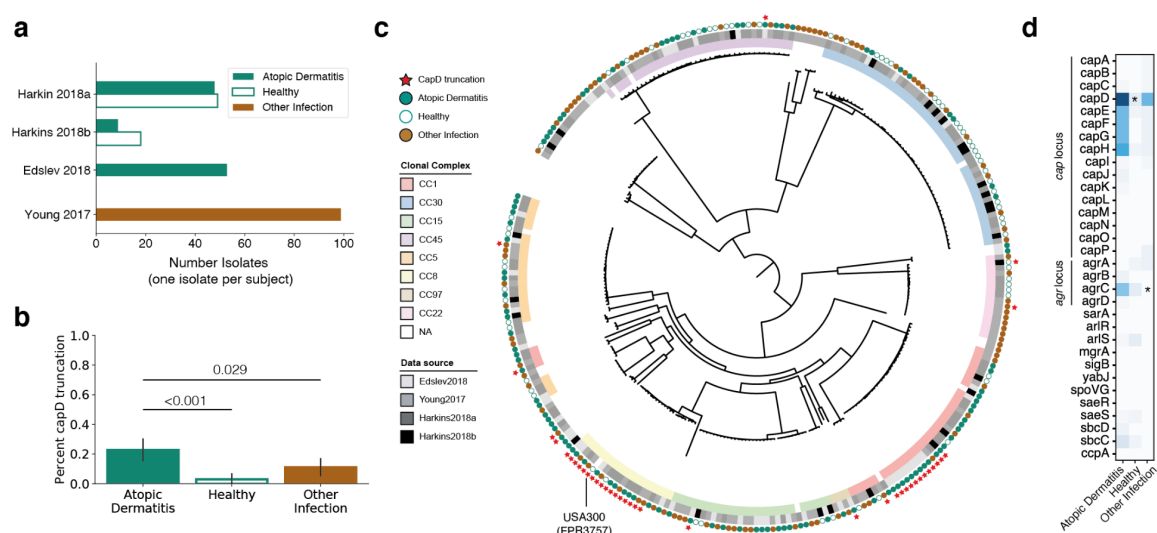 a
Atopic Dermatitis
Healthy
Other Infection
Harkin 2018a
Harkins 2018b
Edslev 2018
Young 2017
0 20 40 60 80 100
Number Isolates
(one isolate per subject)
b
Percent capD truncation
1.0
0.8
0.6
0.4
0.2
0.0
0.029
<0.001
Atopic
Dermatitis
Healthy
Other
Infection
c
CapD truncation
Atopic Dermatitis
Healthy
Other Infection
Clonal Complex
CC1
CC30
CC15
CC45
CC5
CC8
CC97
CC22
NA
Data source
Edslev2018
Young2017
Harkins2018a
Harkins2018b
USA300
(FPR3757)
d
cap locus
capA
capB
capC
capD
*
capE
capF
capG
capH
capI
capJ
capK
capL
capM
capN
capO
capP
agr locus
agrA
agrB
agrC
*
agrD
sarA
arlR
arlS
mgrA
sigB
yabJ
spoVG
saeR
saeS
sbcD
sbcC
ccpA
Atopic Dermatitis
Healthy
Other Infection